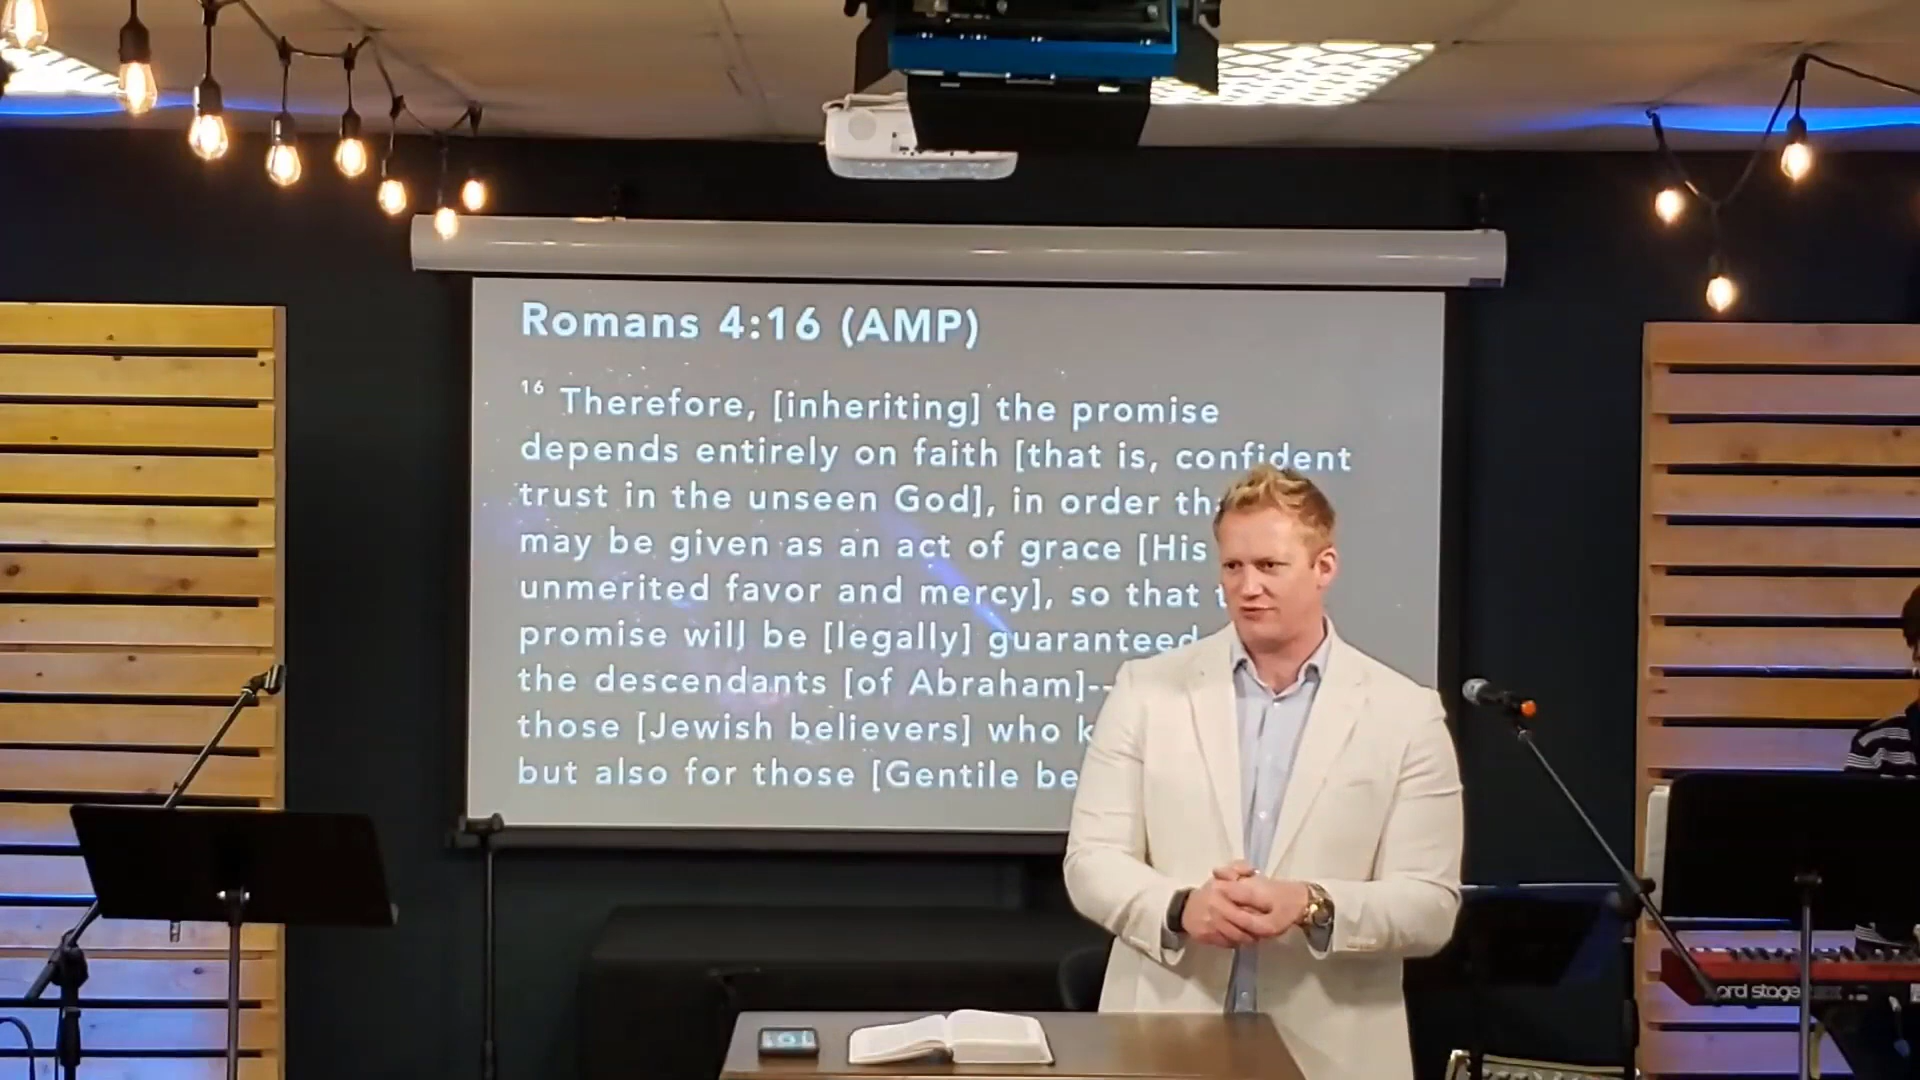 Romans 4:16 (AMP)
16 Therefore, [inheriting] the promise
depends entirely on faith [that is, confident
trust in the unseen God], in order
may be given as an act of grace [His
unmerited favor and mercy], so that
promise will be [legally] guaranteed
the descendants [of Abraham]--
those [Jewish believers] who
but also for those [Gentile
ord stage